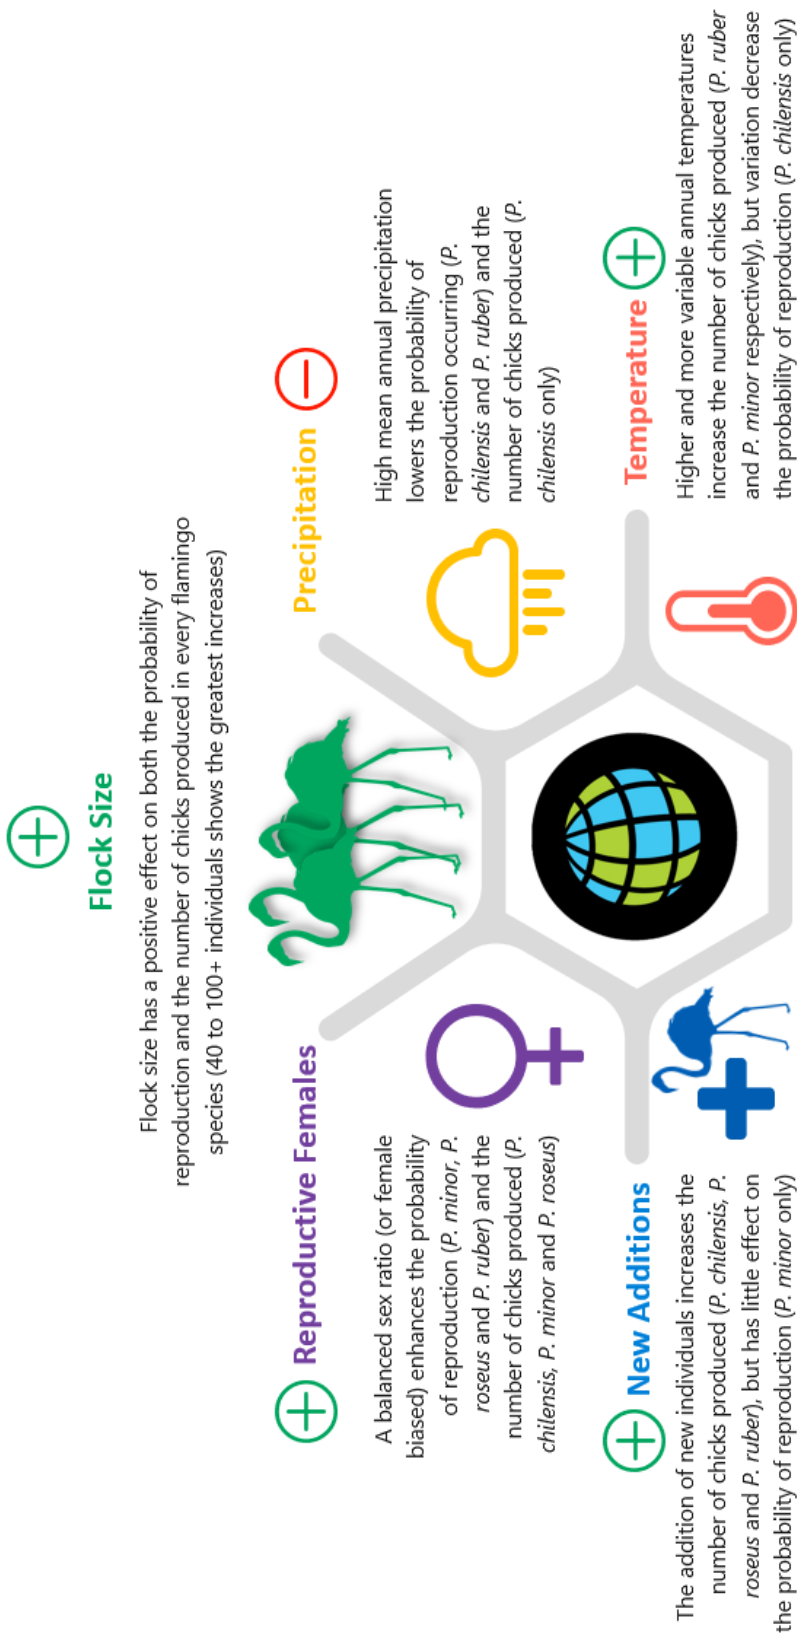 Flock Size
Flock size has a positive effect on both the probability of
reproduction and the number of chicks produced in every flamingo
species (40 to 100+ individuals shows the greatest increases)
Reproductive Females
A balanced sex ratio (or female
biased) enhances the probability
of reproduction (P. minor, P.
roseus and P. ruber) and the
number of chicks produced (P.
chilensis, P. minor and P. roseus)
Precipitation
High mean annual precipitation
lowers the probability of
reproduction occurring (P.
chilensis and P. ruber) and the
number of chicks produced (P.
chilensis only)
New Additions
The addition of new individuals increases the
number of chicks produced (P. chilensis, P.
roseus and P. ruber), but has little effect on
the probability of reproduction (P. minor only)
Temperature
Higher and more variable annual temperatures
increase the number of chicks produced (P. ruber
and P. minor respectively), but variation decrease
the probability of reproduction (P. chilensis only)